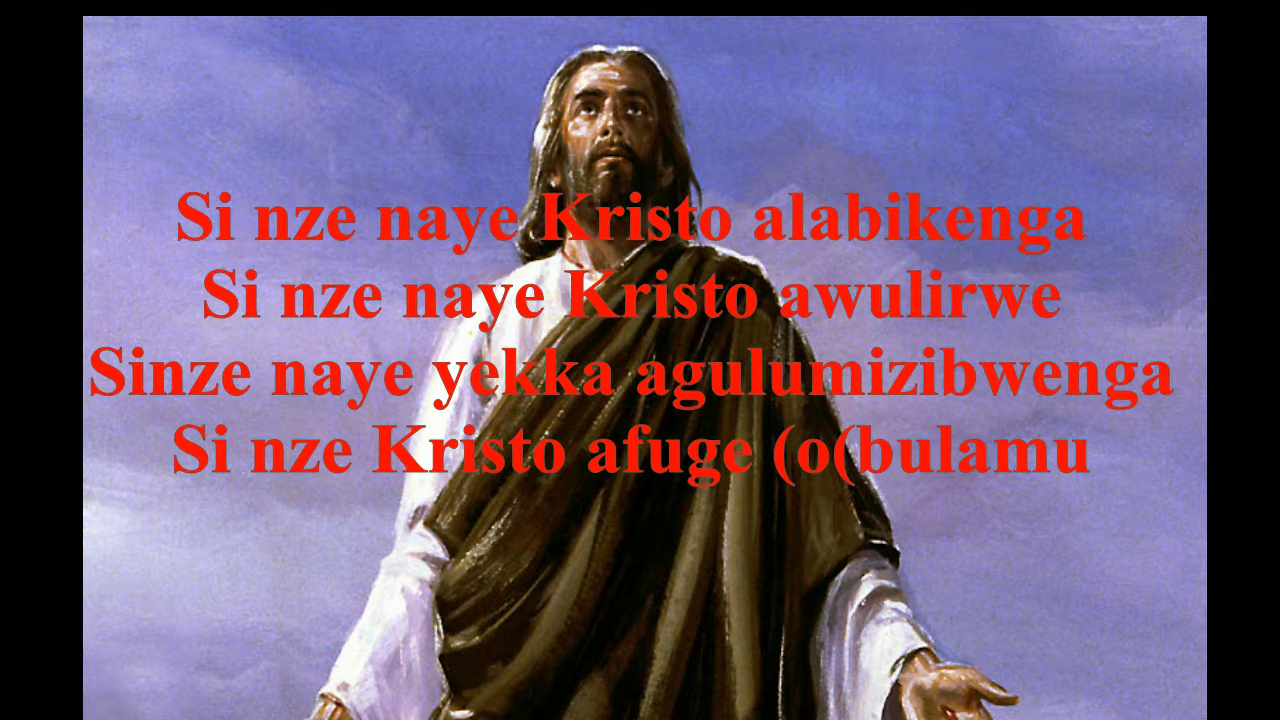 Si nze naye Kristo alabikenga
Si nze naye Kristo awulirwe
Sinze naye yekka agulumizibwenga
Si nze Kristo afuge (o(bulamu